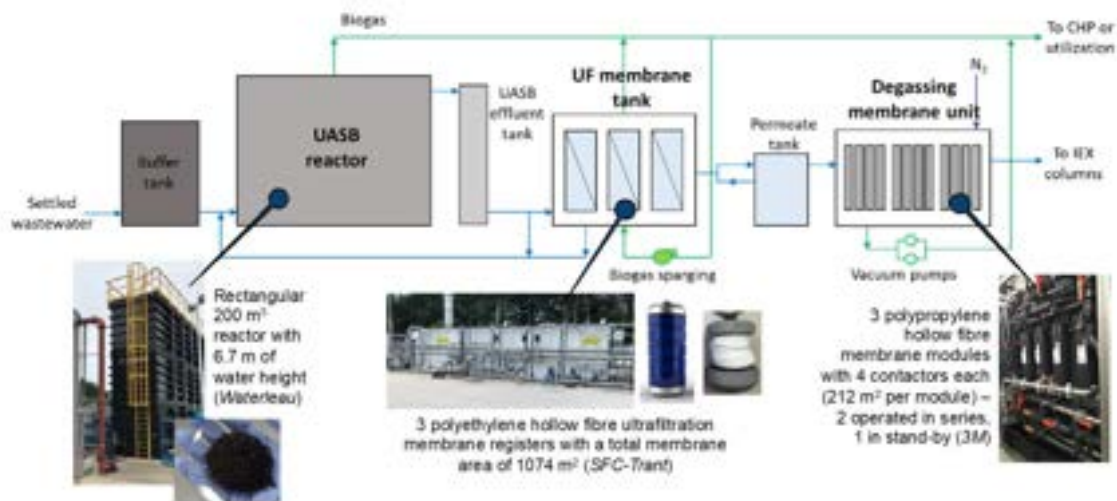 Biogas
To CHP or
utilization
N2
UF membrane
tank
Degassing
membrane unit
UASB
effluent
tank
UASB
reactor
Permeate
tank
Buffer
tank
Settled
wastewater
To IEX
columns
Biogas sparging
Vacuum pumps
Rectangular
200 m³
reactor with
6.7 m of
water height
(Waterleau)
3 polyethylene hollow fibre ultrafiltration
membrane registers with a total membrane
area of 1074 m² (SFC-Trant)
3 polypropylene
hollow fibre
membrane modules
with 4 contactors each
(212 m² per module) –
2 operated in series,
1 in stand-by (3M)